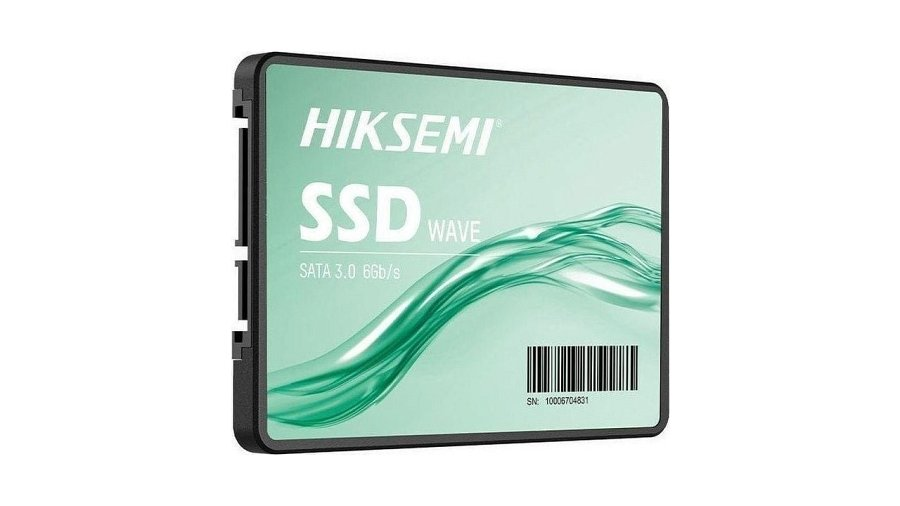 HIKSEMI®
SSD WAVE
SATA 3.0 6Gb/s
SN: 10006704831